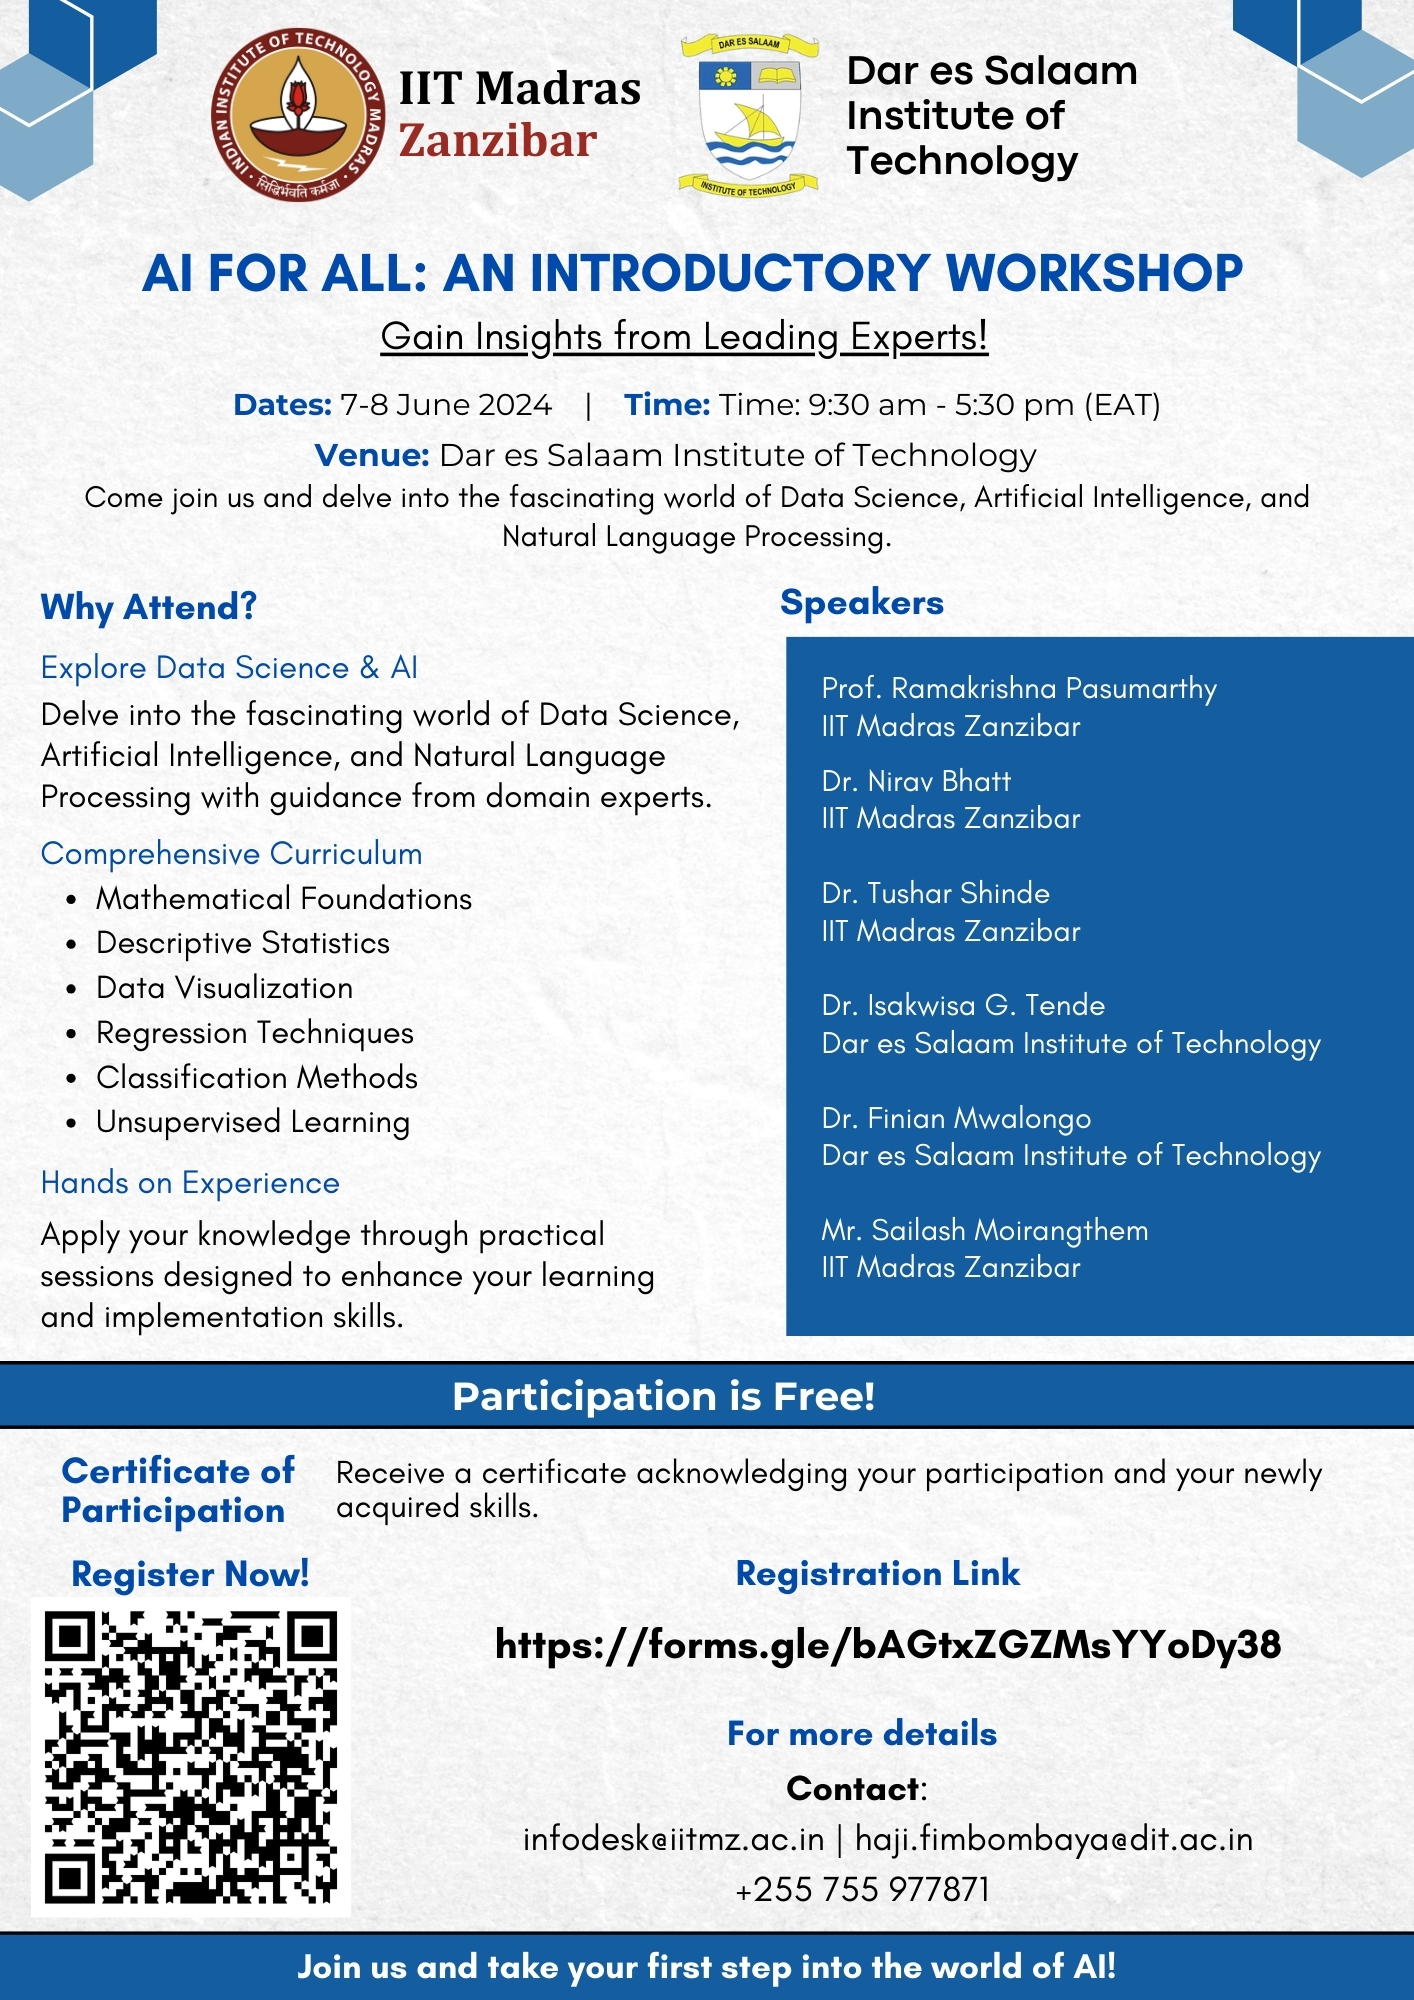 INDIAN INSTITUTE OF TECHNOLOGY MADRAS
सिद्धिर्भवति कर्मजा
IIT Madras
Zanzibar
DAR ES SALAAM
INSTITUTE OF TECHNOLOGY
Dar es Salaam
Institute of
Technology
AI FOR ALL: AN INTRODUCTORY WORKSHOP
Gain Insights from Leading Experts!
Dates: 7-8 June 2024 | Time: Time: 9:30 am - 5:30 pm (EAT)
Venue: Dar es Salaam Institute of Technology
Come join us and delve into the fascinating world of Data Science, Artificial Intelligence, and
Natural Language Processing.
Why Attend?
Explore Data Science & AI
Delve into the fascinating world of Data Science,
Artificial Intelligence, and Natural Language
Processing with guidance from domain experts.
Comprehensive Curriculum
• Mathematical Foundations
• Descriptive Statistics
• Data Visualization
• Regression Techniques
• Classification Methods
• Unsupervised Learning
Hands on Experience
Apply your knowledge through practical
sessions designed to enhance your learning
and implementation skills.
Speakers
Prof. Ramakrishna Pasumarthy
IIT Madras Zanzibar
Dr. Nirav Bhatt
IIT Madras Zanzibar
Dr. Tushar Shinde
IIT Madras Zanzibar
Dr. Isakwisa G. Tende
Dar es Salaam Institute of Technology
Dr. Finian Mwalongo
Dar es Salaam Institute of Technology
Mr. Sailash Moirangthem
IIT Madras Zanzibar
Participation is Free!
Certificate of
Participation
Receive a certificate acknowledging your participation and your newly
acquired skills.
Register Now!
Registration Link
https://forms.gle/bAGtxZGZMsYYoDy38
For more details
Contact:
infodesk@iitmz.ac.in | haji.fimbombaya@dit.ac.in
+255 755 977871
Join us and take your first step into the world of AI!